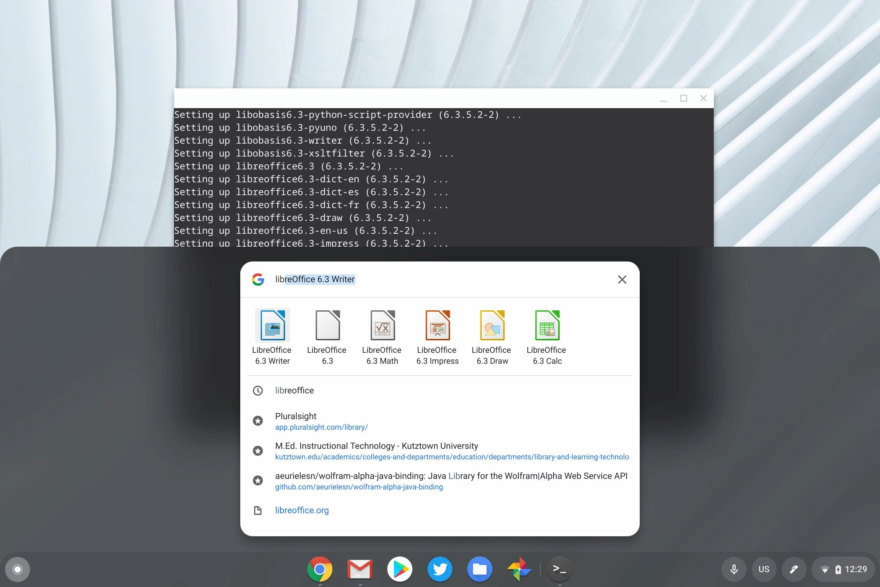 Setting up libobasis6.3-python-script-provider (6.3.5.2-2) ...
Setting up libobasis6.3-pyuno (6.3.5.2-2) ...
Setting up libobasis6.3-writer (6.3.5.2-2) ...
Setting up libobasis6.3-xsltfilter (6.3.5.2-2) ...
Setting up libreoffice6.3 (6.3.5.2-2) ...
Setting up libreoffice6.3-dict-en (6.3.5.2-2) ...
Setting up libreoffice6.3-dict-es (6.3.5.2-2) ...
Setting up libreoffice6.3-dict-fr (6.3.5.2-2) ...
Setting up libreoffice6.3-draw (6.3.5.2-2) ...
Setting up libreoffice6.3-en-us (6.3.5.2-2) ...
Setting up libreoffice6.3-impress (6.3.5.2-2) ...
libreOffice 6.3 Writer
LibreOffice 6.3 Writer
LibreOffice 6.3
LibreOffice 6.3 Math
LibreOffice 6.3 Impress
LibreOffice 6.3 Draw
LibreOffice 6.3 Calc
libreoffice
Pluralsight
app.pluralsight.com/library/
M.Ed. Instructional Technology - Kutztown University
kutztown.edu/academics/colleges-and-departments/education/departments/library-and-learning-technolo
aeurielesn/wolfram-alpha-java-binding: Java Library for the Wolfram|Alpha Web Service API
github.com/aeurielesn/wolfram-alpha-java-binding
libreoffice.org
US
12:29